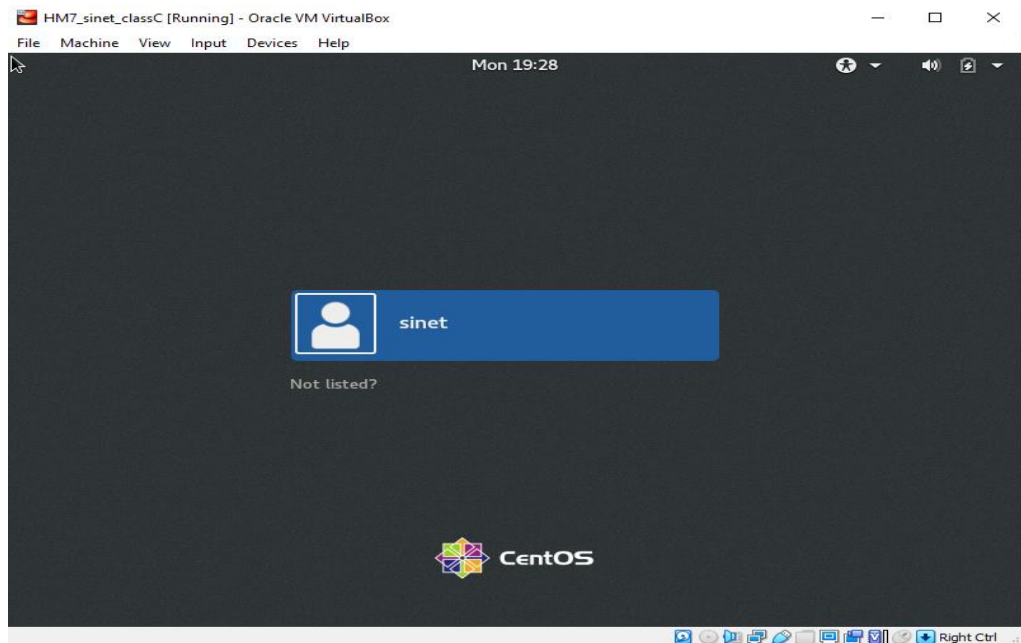 HM7_sinet_classC [Running] - Oracle VM VirtualBox
File Machine View Input Devices Help
Mon 19:28
sinet
Not listed?
CentOS
Right Ctrl